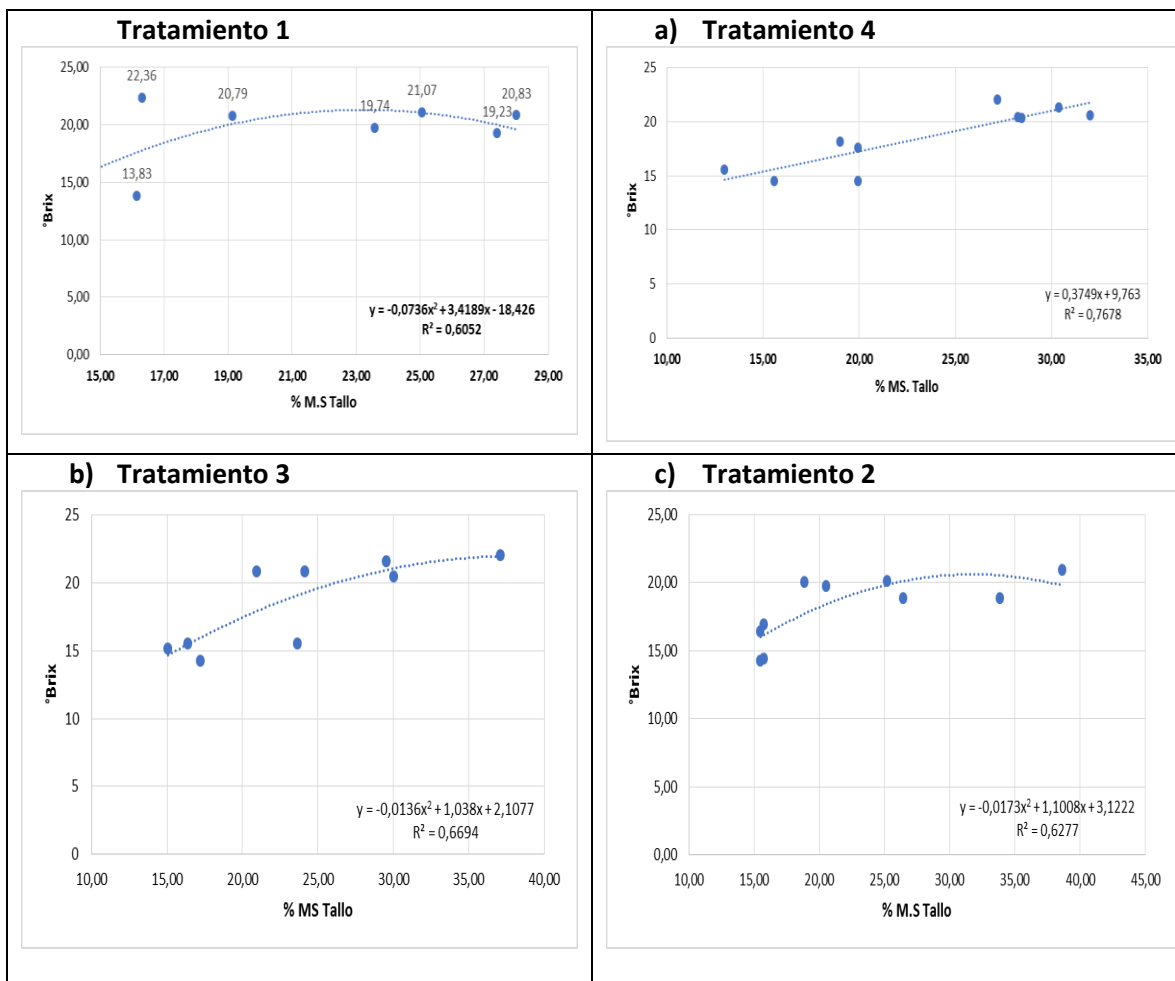 Tratamiento 1
25,00
20,00
15,00
10,00
5,00
0,00
°Brix
22,36
13,83
20,79
19,74
21,07
19,23
20,83
y = -0,0736x² + 3,4189x - 18,426
R² = 0,6052
15,00 17,00 19,00 21,00 23,00 25,00 27,00 29,00
% M.S Tallo
a) Tratamiento 4
25
20
15
10
5
0
°Brix
y = 0,3749x + 9,763
R² = 0,7678
10,00 15,00 20,00 25,00 30,00 35,00
% MS. Tallo
b) Tratamiento 3
25
20
15
10
5
0
°Brix
y = -0,0136x² + 1,038x + 2,1077
R² = 0,6694
10,00 15,00 20,00 25,00 30,00 35,00 40,00
% MS Tallo
c) Tratamiento 2
25,00
20,00
15,00
10,00
5,00
0,00
°Brix
y = -0,0173x² + 1,1008x + 3,1222
R² = 0,6277
10,00 15,00 20,00 25,00 30,00 35,00 40,00 45,00
% M.S Tallo